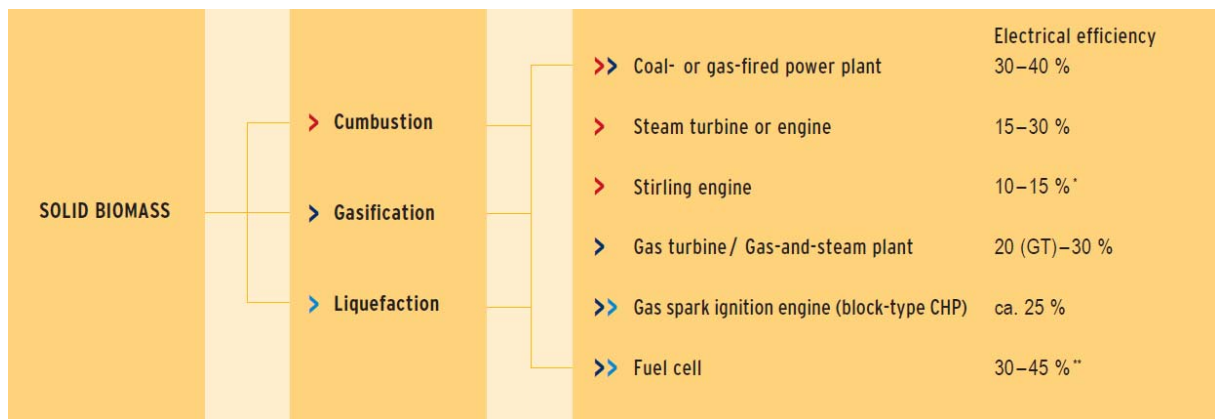 Electrical efficiency
Coal- or gas-fired power plant 30–40 %
Cumbustion
Steam turbine or engine 15–30 %
Stirling engine 10–15 %*
SOLID BIOMASS
Gasification
Gas turbine / Gas-and-steam plant 20 (GT)–30 %
Liquefaction
Gas spark ignition engine (block-type CHP) ca. 25 %
Fuel cell 30–45 %**